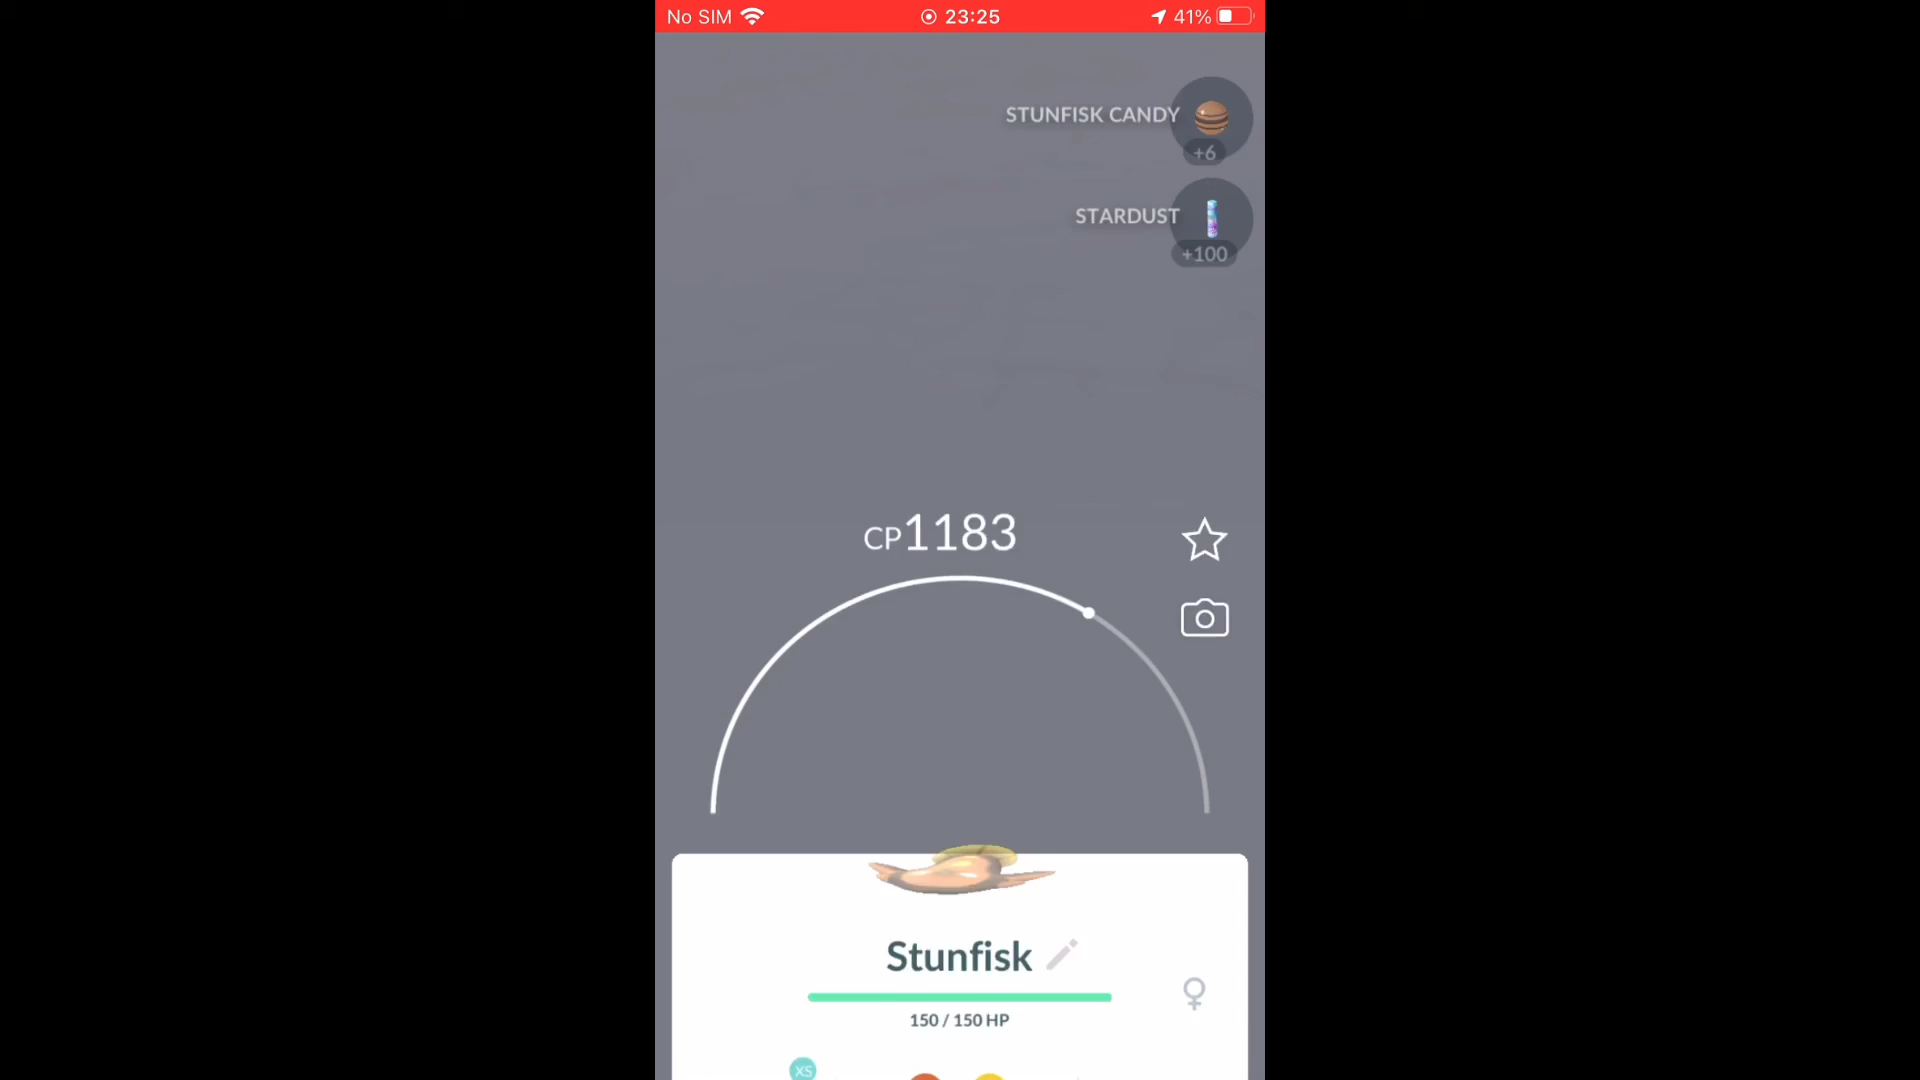 No SIM 23:25 41%
STUNFISK CANDY
+6
STARDUST
+100
CP1183
Stunfisk
150 / 150 HP
XS